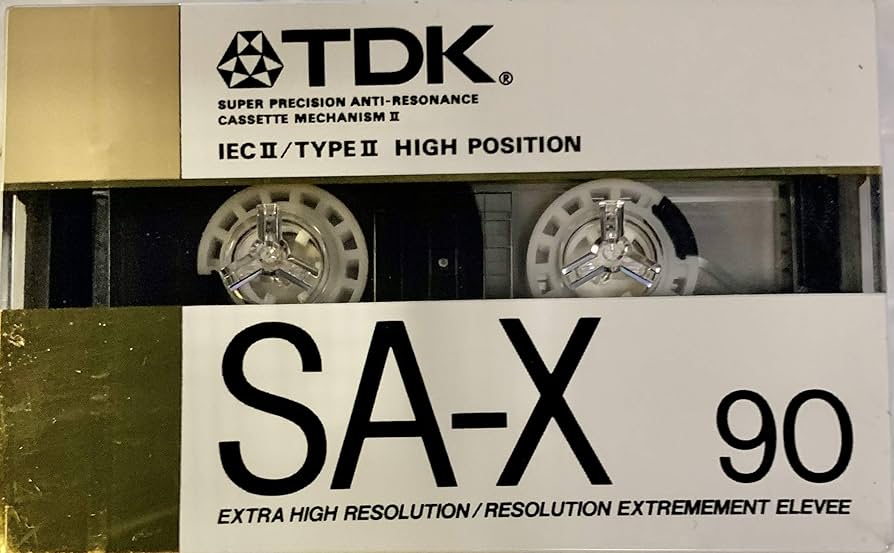 TDK®
SUPER PRECISION ANTI-RESONANCE
CASSETTE MECHANISM II
IEC II/TYPE II HIGH POSITION
SA-X 90
EXTRA HIGH RESOLUTION/RESOLUTION EXTREMEMENT ELEVEE